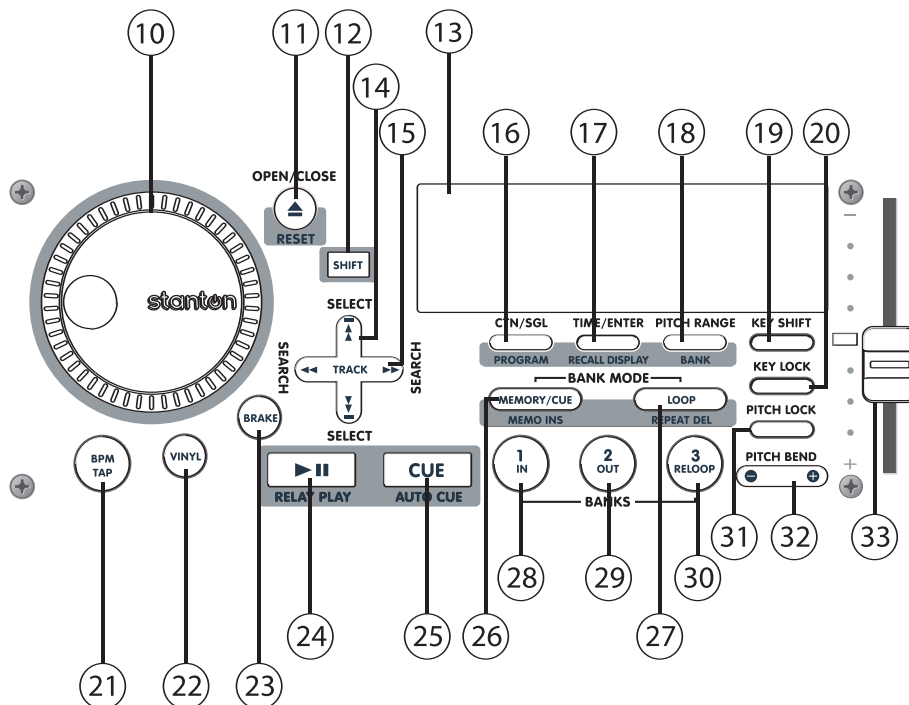 10
11
12
13
14
15
16
17
18
19
20
OPEN/CLOSE
RESET
SHIFT
stanton
SELECT
SEARCH
TRACK
SEARCH
SELECT
CTN/SGL
TIME/ENTER
PITCH RANGE
KEY SHIFT
PROGRAM
RECALL DISPLAY
BANK
KEY LOCK
BANK MODE
MEMORY/CUE
LOOP
PITCH LOCK
MEMO INS
REPEAT DEL
BRAKE
BPM
TAP
VINYL
CUE
RELAY PLAY
AUTO CUE
1
IN
2
OUT
3
RELOOP
BANKS
PITCH BEND
21
22
23
24
25
26
27
28
29
30
31
32
33